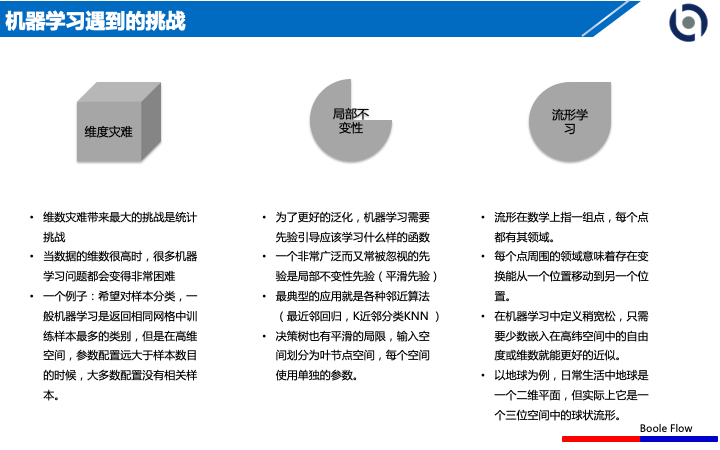 机器学习遇到的挑战
维度灾难
局部不
变性
流形学
习
• 维数灾难带来最大的挑战是统计
挑战
• 当数据的维数很高时，很多机器
学习问题都会变得非常困难
• 一个例子：希望对样本分类，一
般机器学习是返回相同网格中训
练样本最多的类别，但是在高维
空间，参数配置远大于样本数目
的时候，大多数配置没有相关样
本。
• 为了更好的泛化，机器学习需要
先验引导应该学习什么样的函数
• 一个非常广泛而又常被忽视的先
验是局部不变性先验（平滑先验）
• 最典型的应用就是各种邻近算法
（最近邻回归，K近邻分类KNN ）
• 决策树也有平滑的局限，输入空
间划分为叶节点空间，每个空间
使用单独的参数。
• 流形在数学上指一组点，每个点
都有其领域。
• 每个点周围的领域意味着存在变
换能从一个位置移动到另一个位
置。
• 在机器学习中定义稍宽松，只需
要少数嵌入在高纬空间中的自由
度或维数就能更好的近似。
• 以地球为例，日常生活中地球是
一个二维平面，但实际上它是一
个三位空间中的球状流形。
Boole Flow